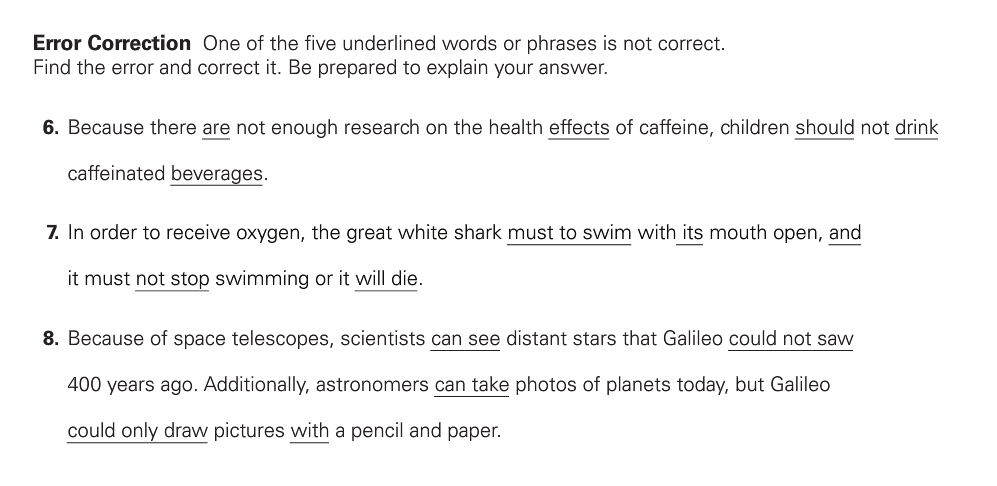 Error Correction One of the five underlined words or phrases is not correct.
Find the error and correct it. Be prepared to explain your answer.
6. Because there are not enough research on the health effects of caffeine, children should not drink
caffeinated beverages.
7. In order to receive oxygen, the great white shark must to swim with its mouth open, and
it must not stop swimming or it will die.
8. Because of space telescopes, scientists can see distant stars that Galileo could not saw
400 years ago. Additionally, astronomers can take photos of planets today, but Galileo
could only draw pictures with a pencil and paper.